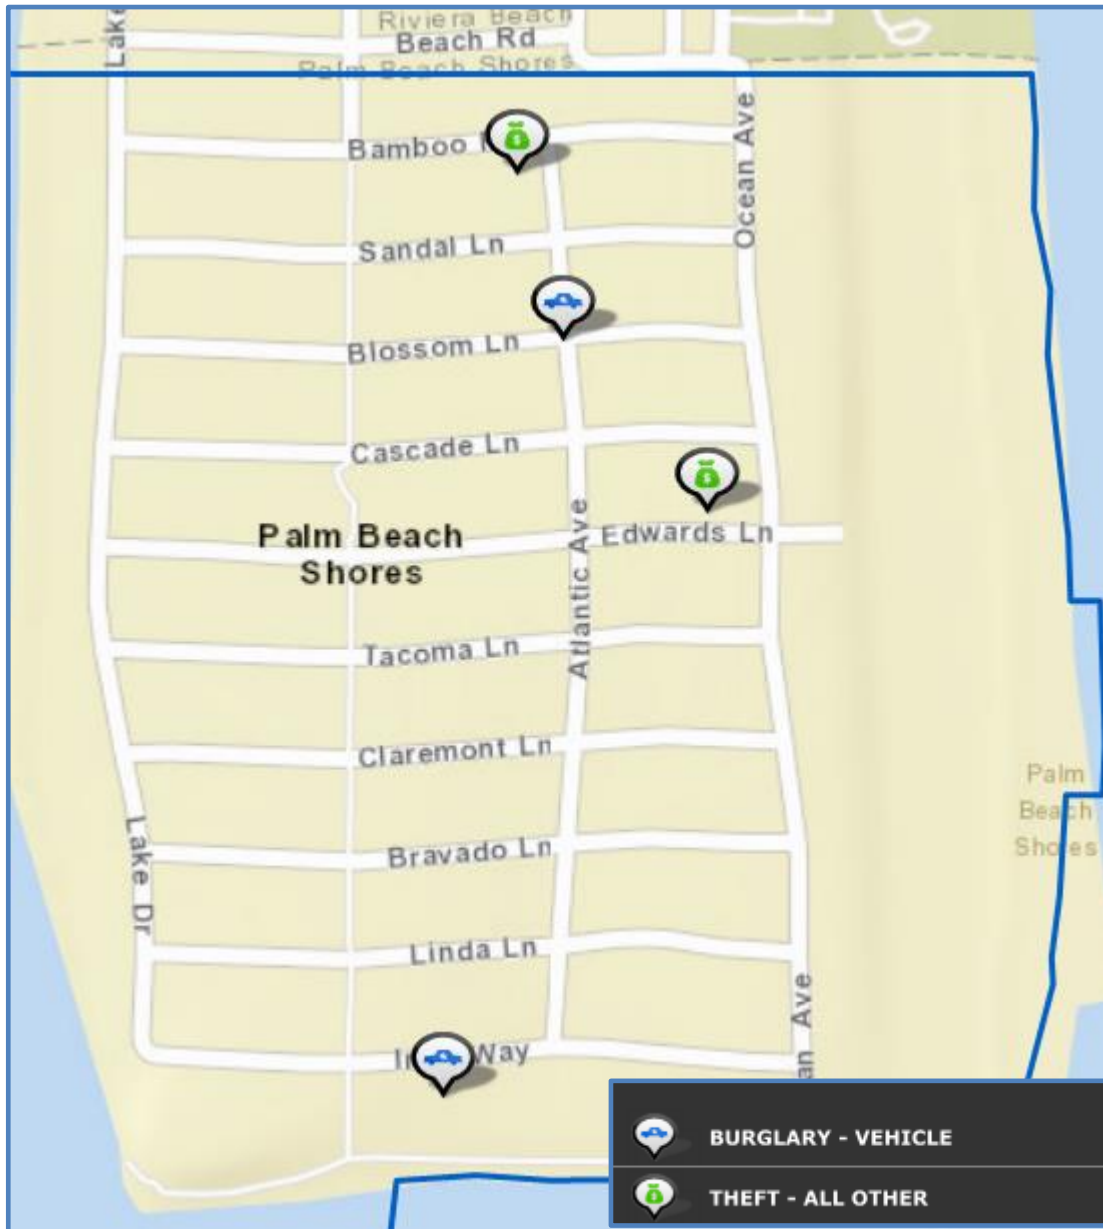 Lake
Riviera Beach
Beach Rd
Palm Beach Shores
Bamboo
Ocean Ave
Sandal Ln
Blossom Ln
Cascade Ln
Palm Beach
Shores
Edwards Ln
Atlantic Ave
Tacoma Ln
Claremont Ln
Palm
Beach
Shores
Lake Dr
Bravado Ln
Linda Ln
Ave
Way
BURGLARY - VEHICLE
THEFT - ALL OTHER